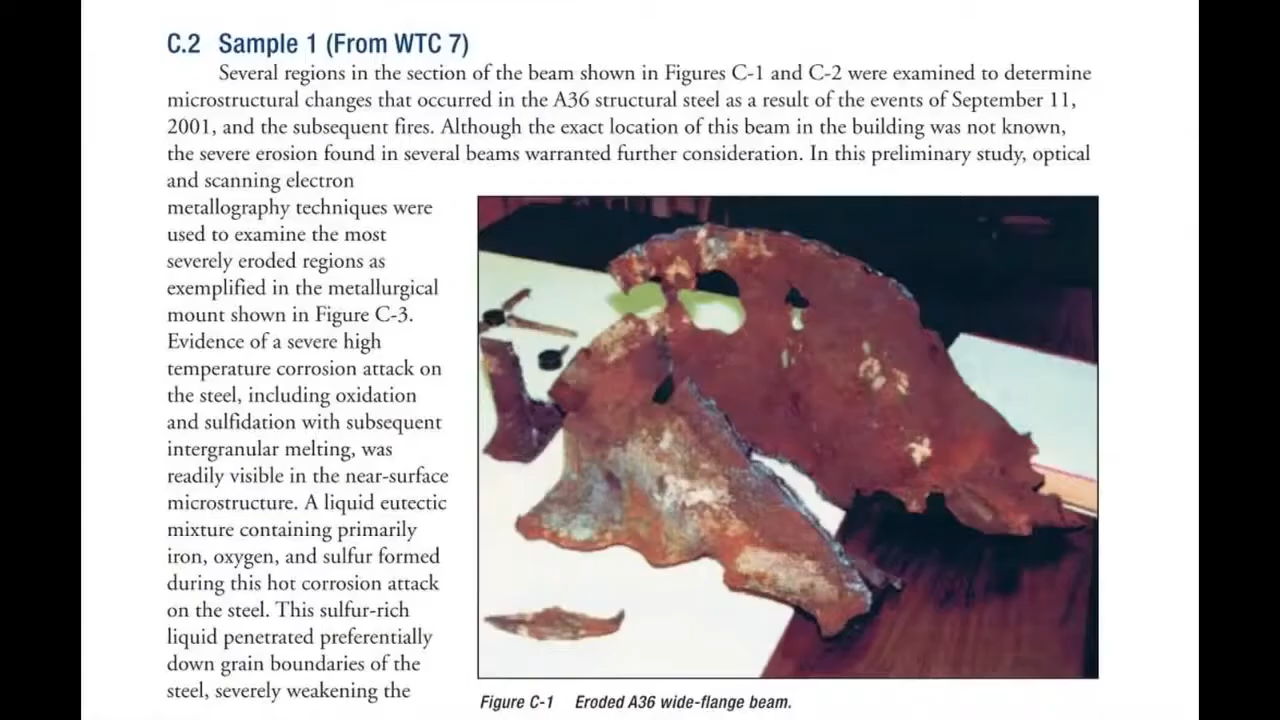 C.2 Sample 1 (From WTC 7)
Several regions in the section of the beam shown in Figures C-1 and C-2 were examined to determine
microstructural changes that occurred in the A36 structural steel as a result of the events of September 11,
2001, and the subsequent fires. Although the exact location of this beam in the building was not known,
the severe erosion found in several beams warranted further consideration. In this preliminary study, optical
and scanning electron
metallography techniques were
used to examine the most
severely eroded regions as
exemplified in the metallurgical
mount shown in Figure C-3.
Evidence of a severe high
temperature corrosion attack on
the steel, including oxidation
and sulfidation with subsequent
intergranular melting, was
readily visible in the near-surface
microstructure. A liquid eutectic
mixture containing primarily
iron, oxygen, and sulfur formed
during this hot corrosion attack
on the steel. This sulfur-rich
liquid penetrated preferentially
down grain boundaries of the
steel, severely weakening the
Figure C-1 Eroded A36 wide-flange beam.